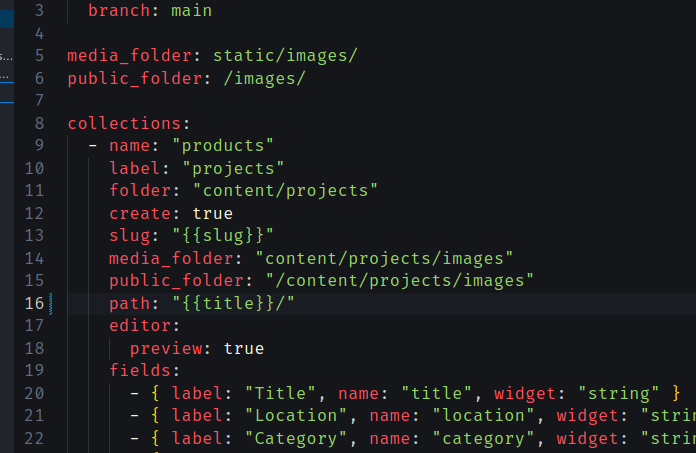 3 branch: main
4
5 media_folder: static/images/
6 public_folder: /images/
7
8 collections:
9 - name: "products"
10 label: "projects"
11 folder: "content/projects"
12 create: true
13 slug: "{{slug}}"
14 media_folder: "content/projects/images"
15 public_folder: "/content/projects/images"
16 path: "{{title}}/"
17 editor:
18 preview: true
19 fields:
20 - { label: "Title", name: "title", widget: "string" }
21 - { label: "Location", name: "location", widget: "strin
22 - { label: "Category", name: "category", widget: "strin